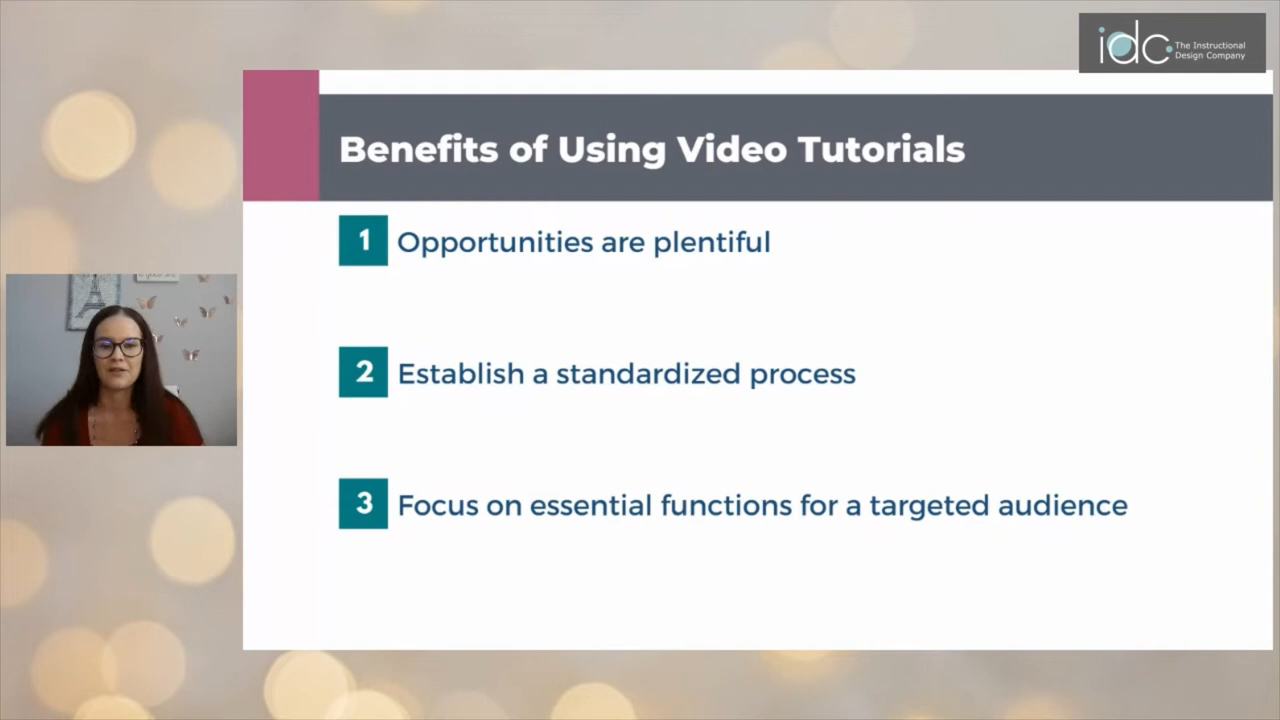 idc
The Instructional
Design Company
Benefits of Using Video Tutorials
1 Opportunities are plentiful
2 Establish a standardized process
3 Focus on essential functions for a targeted audience